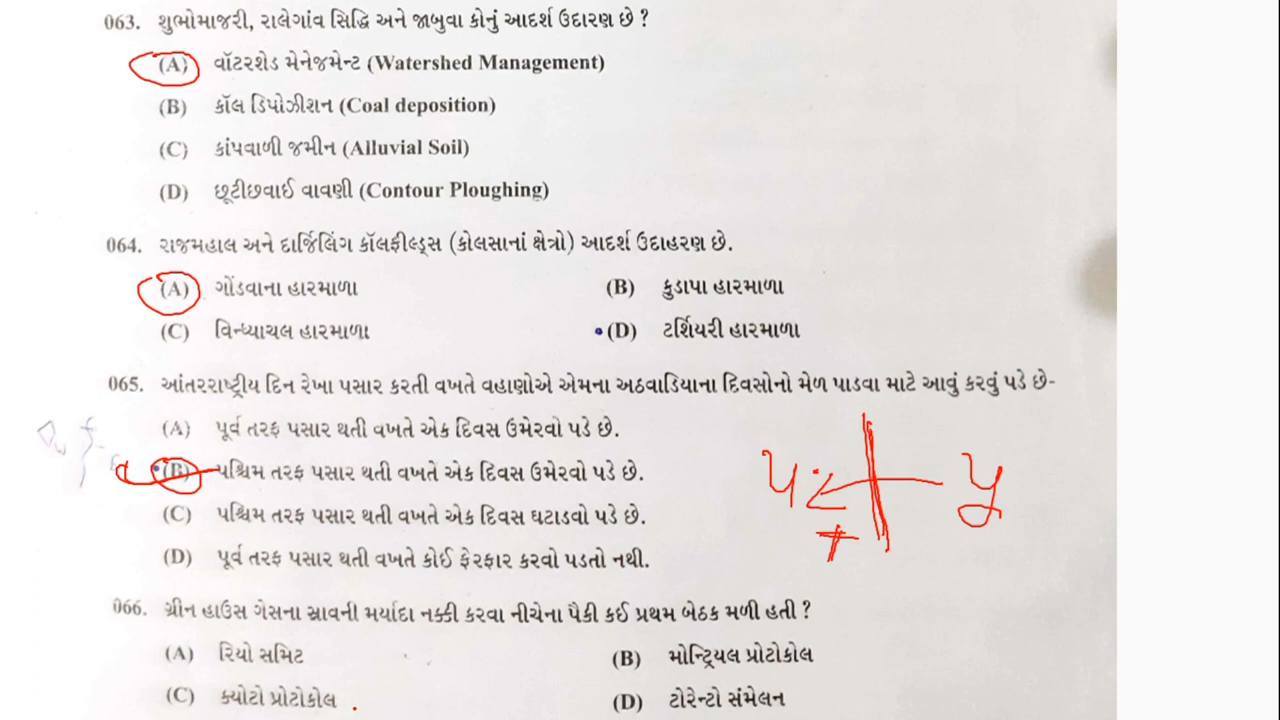 063. શુભોમાજરી, રાલેગાંવ સિદ્ધિ અને જાબુવા કોનું આદર્શ ઉદારણ છે ?
(A) વૉટરશેડ મેનેજમેન્ટ (Watershed Management)
(B) કૉલ ડિપોઝીશન (Coal deposition)
(C) કાંપવાળી જમીન (Alluvial Soil)
(D) છૂટીછવાઈ વાવણી (Contour Ploughing)
064. રાજમહાલ અને દાર્જિલિંગ કૉલફીલ્ડ્સ (કોલસાનાં ક્ષેત્રો) આદર્શ ઉદાહરણ છે.
(A) ગોંડવાના હારમાળા (B) કુડાપા હારમાળા
(C) વિન્ધ્યાચલ હારમાળા (D) ટર્શિયરી હારમાળા
065. આંતરરાષ્ટ્રીય દિન રેખા પસાર કરતી વખતે વહાણોએ એમના અઠવાડિયાના દિવસોનો મેળ પાડવા માટે આવું કરવું પડે છે-
(A) પૂર્વ તરફ પસાર થતી વખતે એક દિવસ ઉમેરવો પડે છે.
(B) પશ્ચિમ તરફ પસાર થતી વખતે એક દિવસ ઉમેરવો પડે છે.
(C) પશ્ચિમ તરફ પસાર થતી વખતે એક દિવસ ઘટાડવો પડે છે.
(D) પૂર્વ તરફ પસાર થતી વખતે કોઈ ફેરફાર કરવો પડતો નથી.
066. ગ્રીન હાઉસ ગેસના સ્રાવની મર્યાદા નક્કી કરવા નીચેના પૈકી કઈ પ્રથમ બેઠક મળી હતી ?
(A) રિયો સમિટ (B) મોન્ટ્રિયલ પ્રોટોકોલ
(C) ક્યોટો પ્રોટોકોલ (D) ટોરેન્ટો સંમેલન